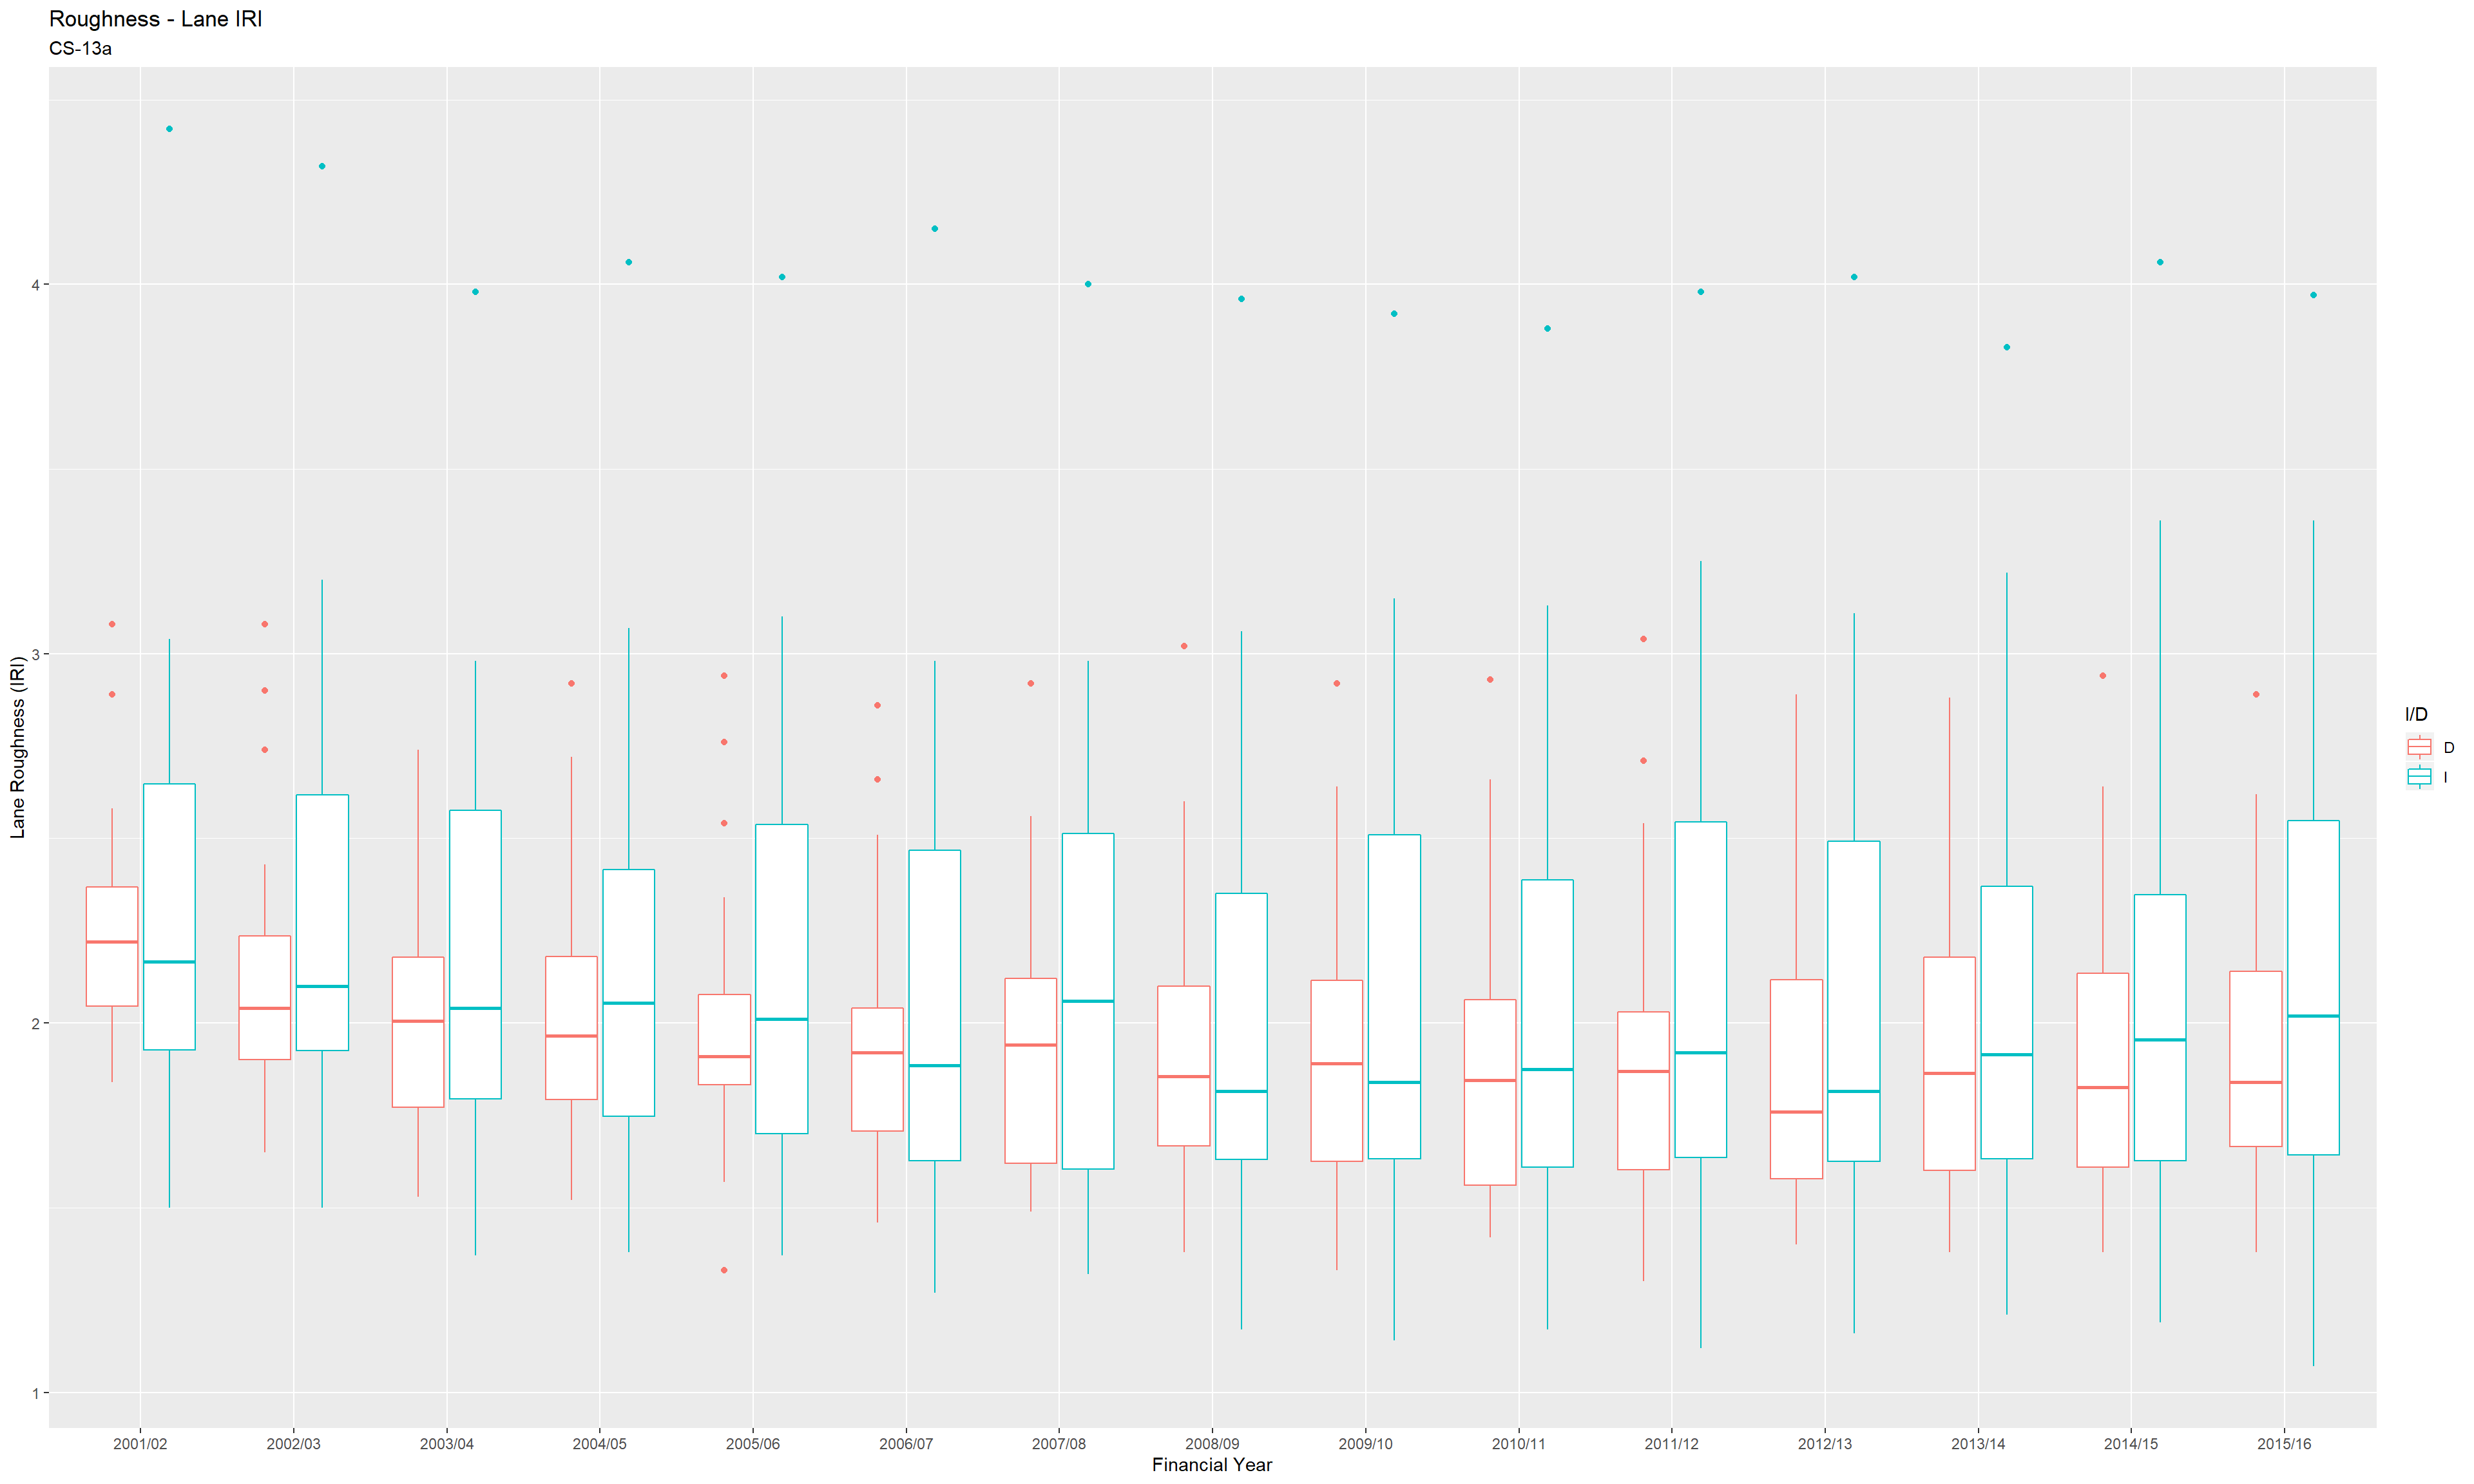 Roughness - Lane IRI
CS-13a
Lane Roughness (IRI)
4
3
2
1
2001/02 2002/03 2003/04 2004/05 2005/06 2006/07 2007/08 2008/09 2009/10 2010/11 2011/12 2012/13 2013/14 2014/15 2015/16
Financial Year
I/D
D
I